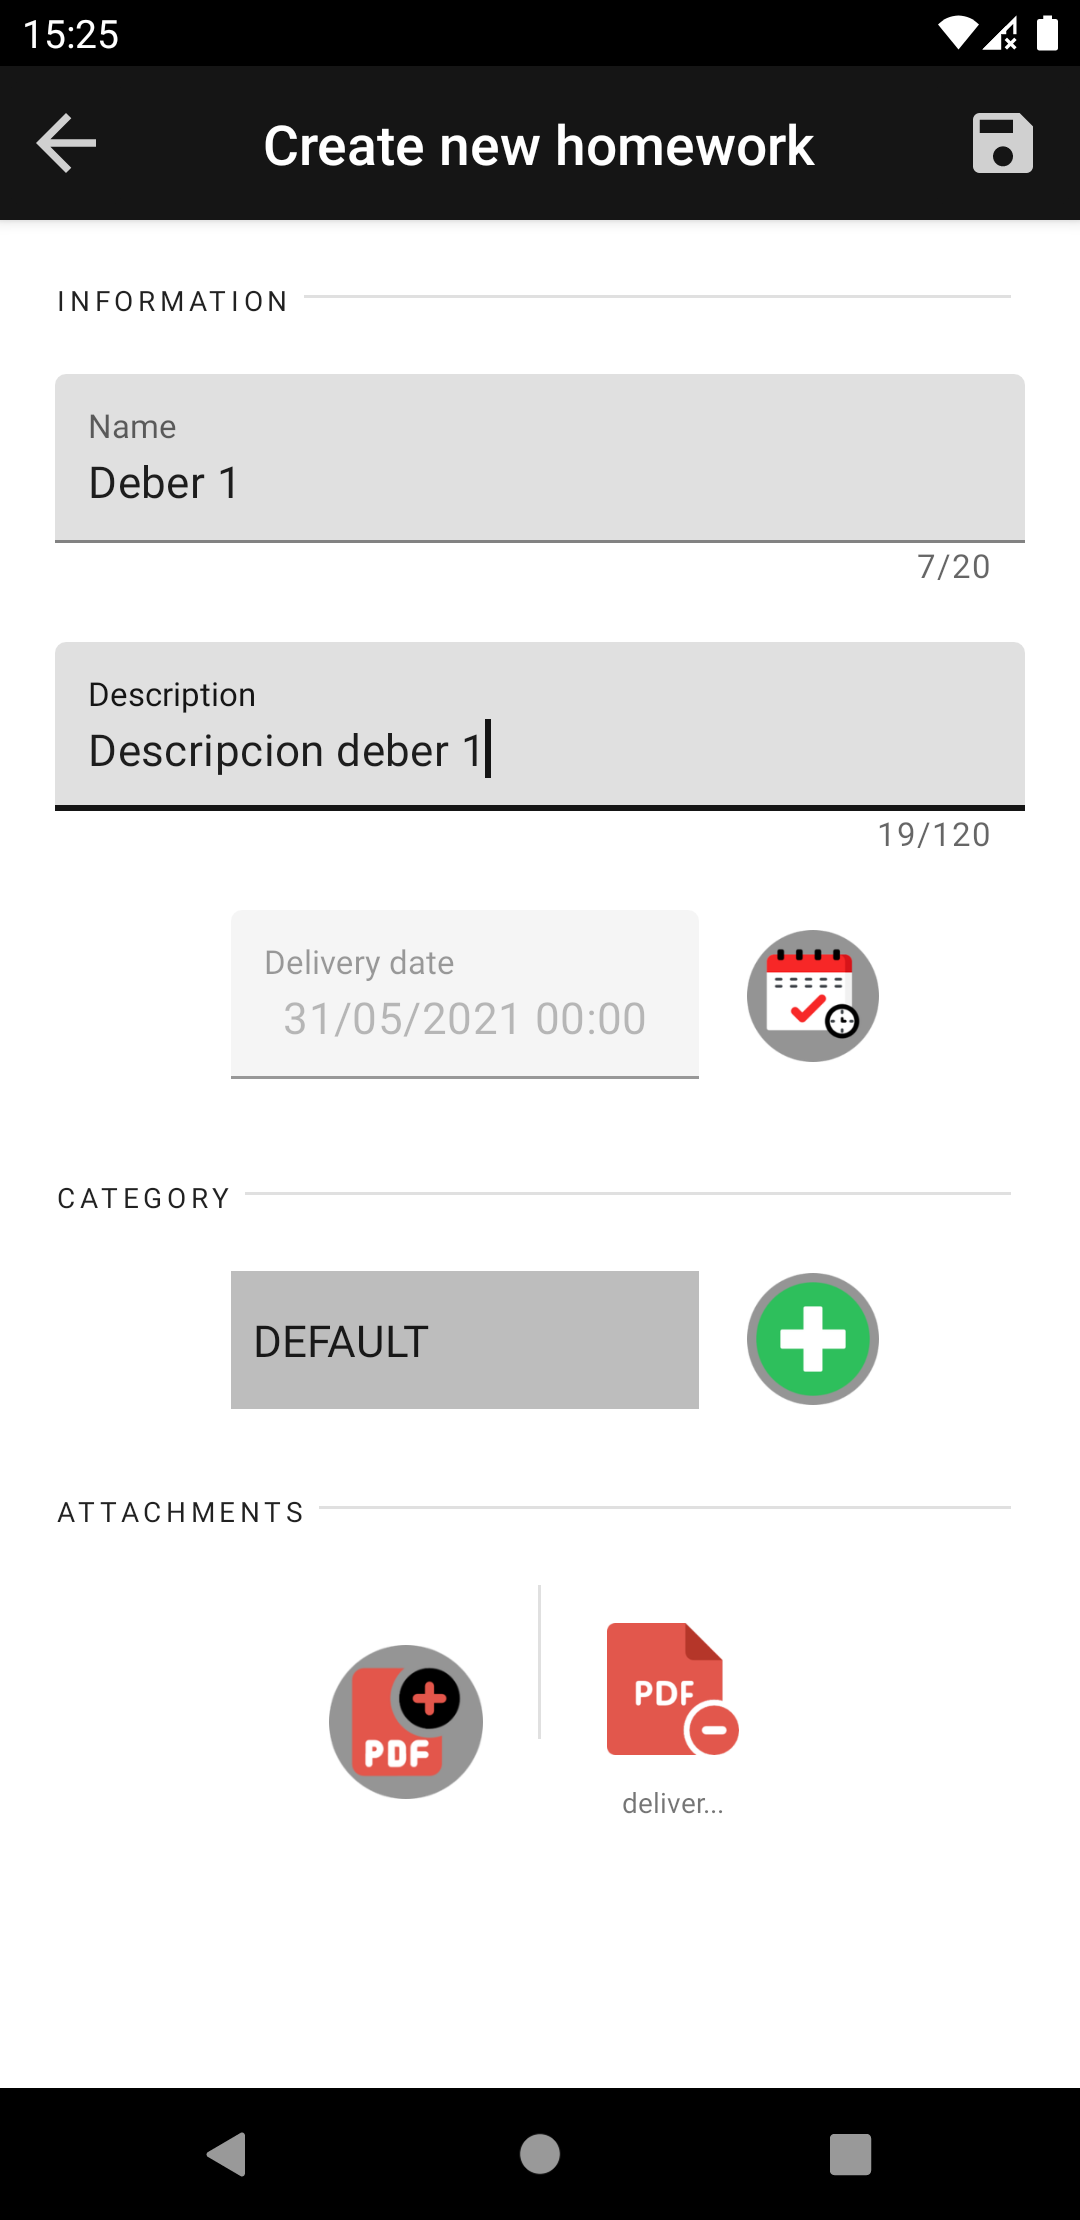 15:25
Create new homework
INFORMATION
Name
Deber 1
7/20
Description
Descripcion deber 1
19/120
Delivery date
31/05/2021 00:00
CATEGORY
DEFAULT
ATTACHMENTS
PDF
PDF
deliver...